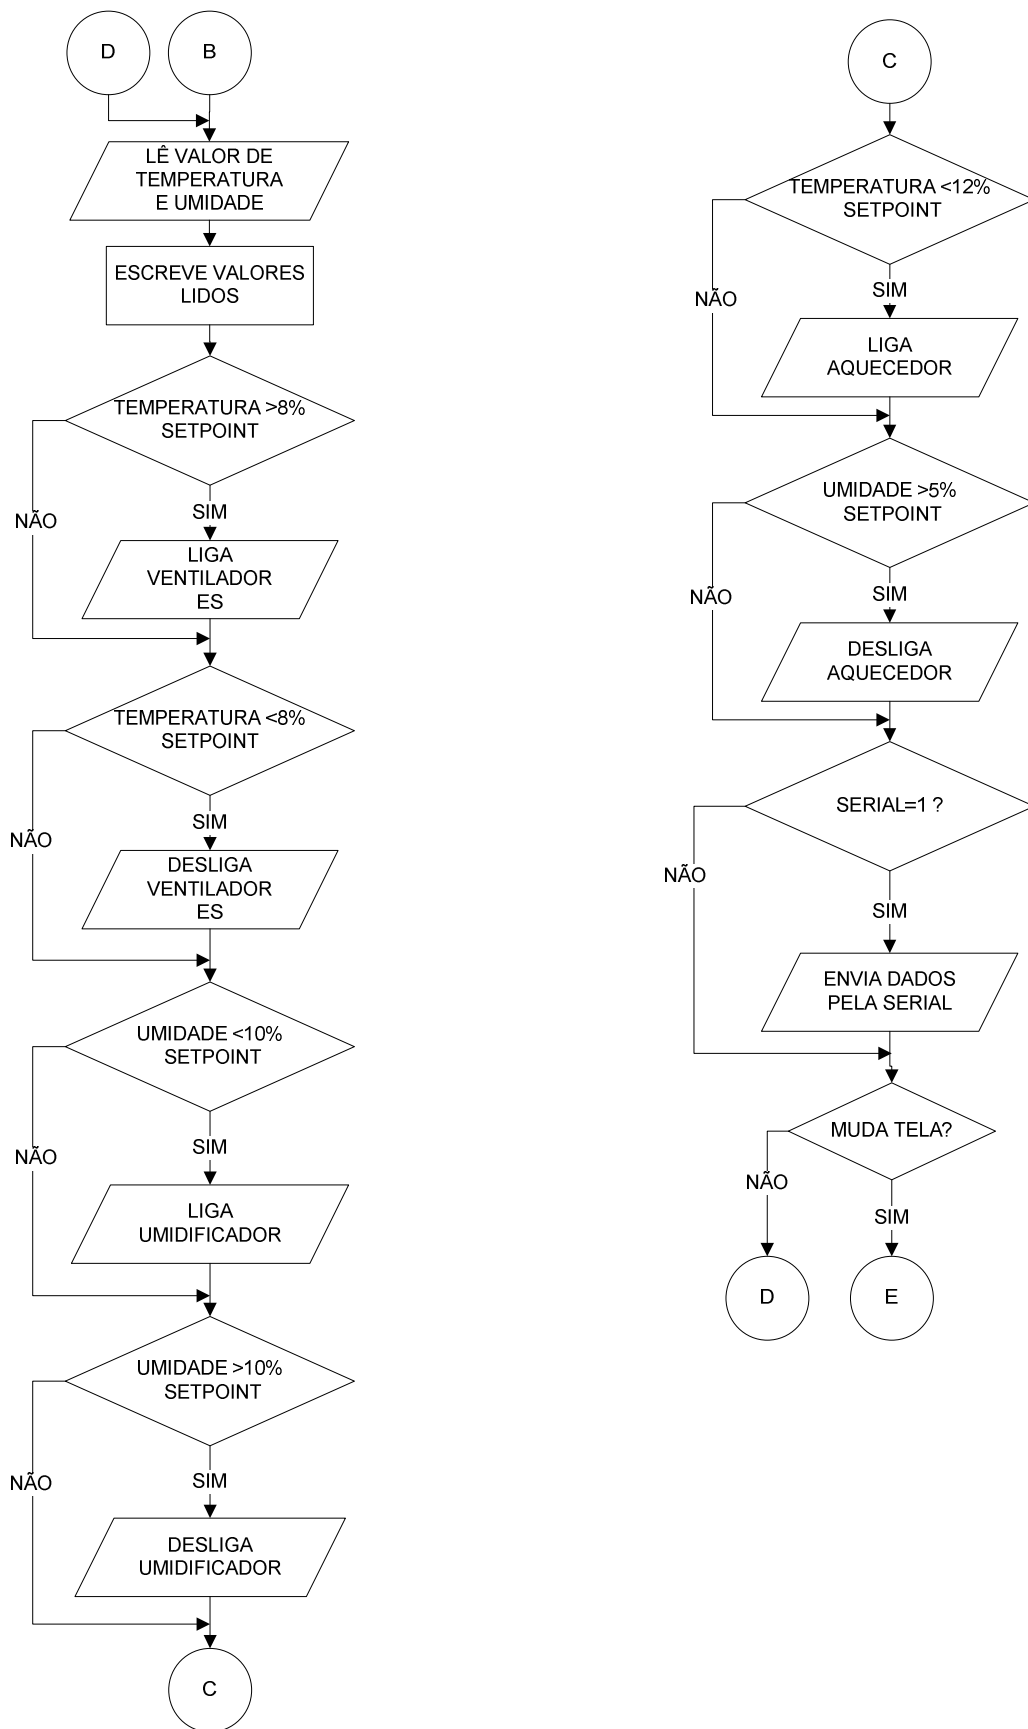 D
B
LÊ VALOR DE
TEMPERATURA
E UMIDADE
ESCREVE VALORES
LIDOS
TEMPERATURA >8%
SETPOINT
NÃO
SIM
LIGA
VENTILADOR
ES
TEMPERATURA <8%
SETPOINT
NÃO
SIM
DESLIGA
VENTILADOR
ES
UMIDADE <10%
SETPOINT
NÃO
SIM
LIGA
UMIDIFICADOR
UMIDADE >10%
SETPOINT
NÃO
SIM
DESLIGA
UMIDIFICADOR
C
C
TEMPERATURA <12%
SETPOINT
NÃO
SIM
LIGA
AQUECEDOR
UMIDADE >5%
SETPOINT
NÃO
SIM
DESLIGA
AQUECEDOR
SERIAL=1 ?
NÃO
SIM
ENVIA DADOS
PELA SERIAL
MUDA TELA?
NÃO
SIM
D
E